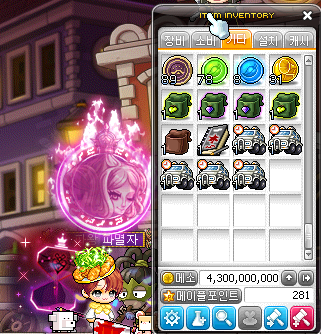 ITEM INVENTORY
장비 소비 기타 설치 캐시
89 78 8 31
1 1 1 1
1 1 1 1
1 1 1
파멸자
메소 4,300,000,000
메이플포인트 281